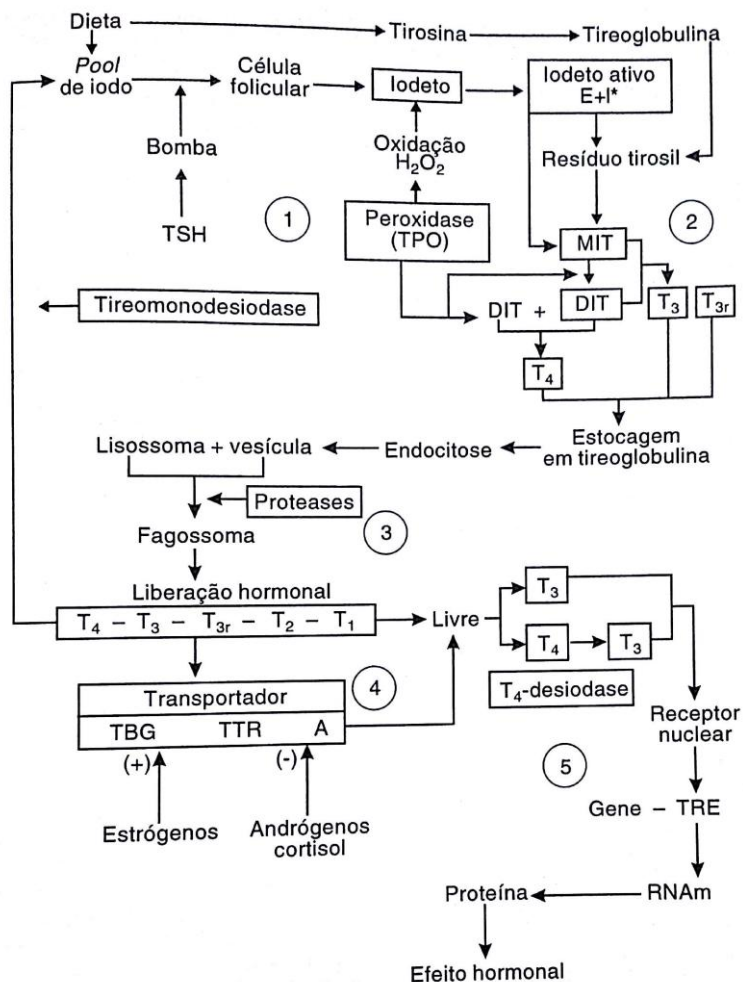 Dieta
Tirosina
Tireoglobulina
Pool
de iodo
Célula
folicular
Iodeto
Iodeto ativo
E+I*
Bomba
Oxidação
H₂O₂
Resíduo tirosil
TSH
1
Peroxidase
(TPO)
MIT
2
Tireomonodesiodase
DIT +
DIT
T₃
T₃ᵣ
T₄
Lisossoma + vesícula
Endocitose
Estocagem
em tireoglobulina
Proteases
3
Fagossoma
Liberação hormonal
T₄ – T₃ – T₃ᵣ – T₂ – T₁
Livre
T₃
T₄
T₃
4
Transportador
T₄-desiodase
TBG TTR A
(+) (-)
Receptor
nuclear
5
Estrógenos
Andrógenos
cortisol
Gene – TRE
Proteína
RNAm
Efeito hormonal